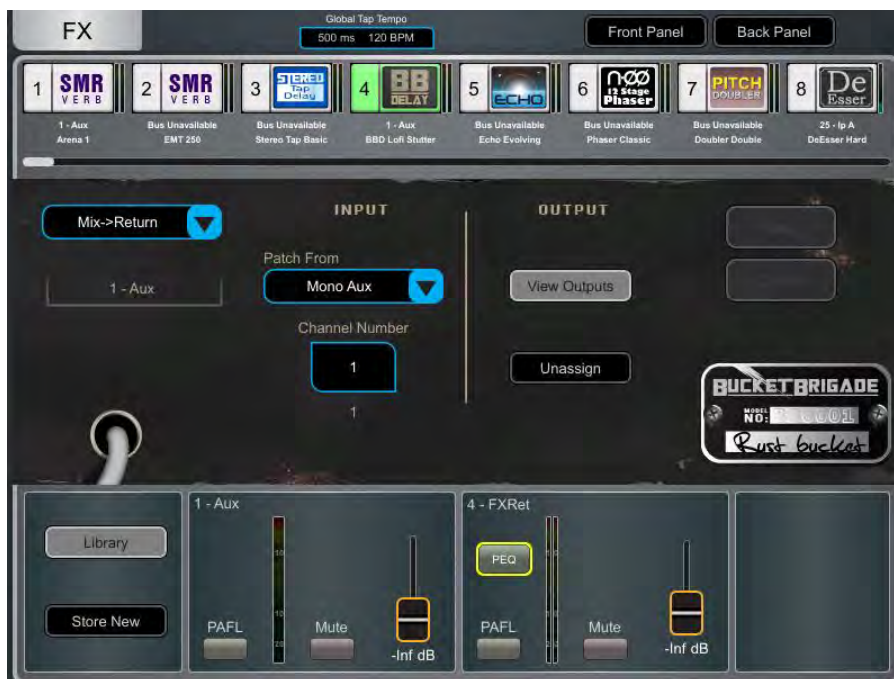 FX
Global Tap Tempo
500 ms 120 BPM
Front Panel
Back Panel
1 SMR VERB
2 SMR VERB
3 STEREO Tap Delay
4 BB DELAY
5 ECHO
6 12 Stage Phaser
7 PITCH DOUBLER
8 De Esser
1 - Aux
Arena 1
Bus Unavailable
EMT 250
Bus Unavailable
Stereo Tap Basic
1 - Aux
BBD Lofi Stutter
Bus Unavailable
Echo Evolving
Bus Unavailable
Phaser Classic
Bus Unavailable
Doubler Double
25 - Ip A
DeEsser Hard
Mix->Return
1 - Aux
INPUT
Patch From
Mono Aux
Channel Number
1
1
OUTPUT
View Outputs
Unassign
BUCKET BRIGADE
MODEL NO:
Rust bucket
Library
Store New
1 - Aux
PAFL
Mute
-Inf dB
4 - FXRet
PEQ
PAFL
Mute
-Inf dB